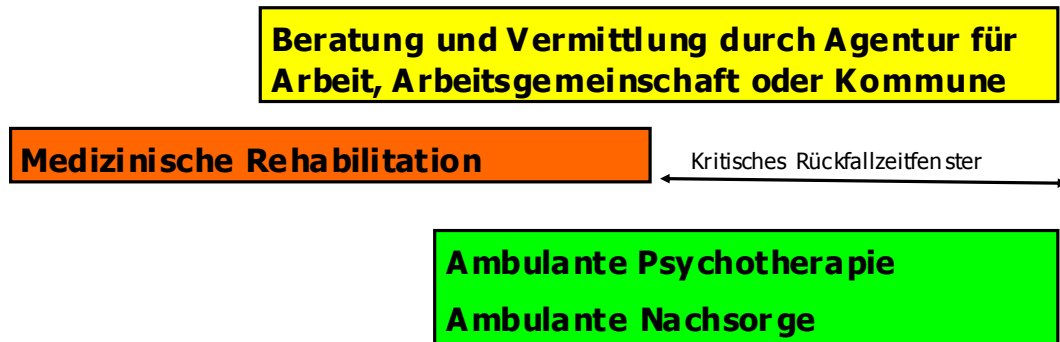 Beratung und Vermittlung durch Agentur für
Arbeit, Arbeitsgemeinschaft oder Kommune
Medizinische Rehabilitation
Kritisches Rückfallzeitfenster
Ambulante Psychotherapie
Ambulante Nachsorge